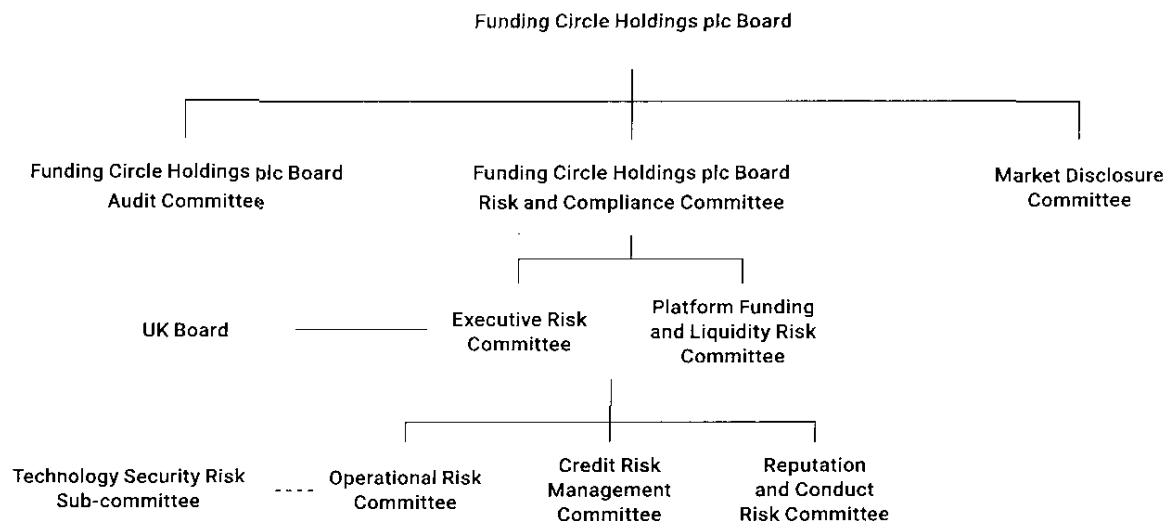 Funding Circle Holdings plc Board
Funding Circle Holdings plc Board
Audit Committee
Funding Circle Holdings plc Board
Risk and Compliance Committee
Market Disclosure
Committee
UK Board
Executive Risk
Committee
Platform Funding
and Liquidity Risk
Committee
Technology Security Risk
Sub-committee
Operational Risk
Committee
Credit Risk
Management
Committee
Reputation
and Conduct
Risk Committee